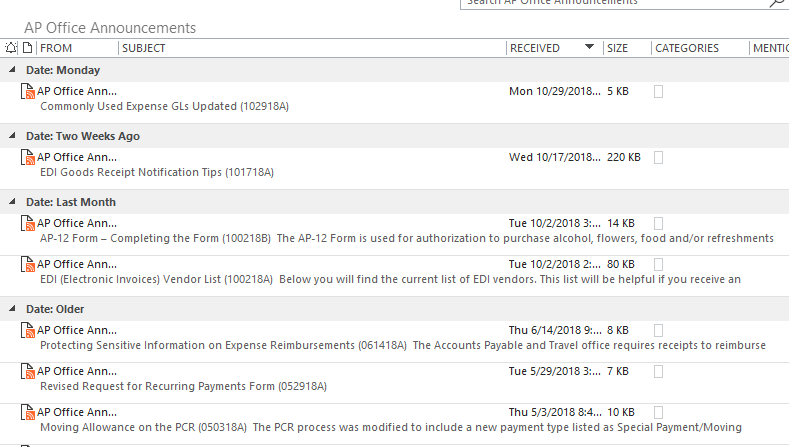 Search AP Office Announcements
AP Office Announcements
FROM SUBJECT RECEIVED SIZE CATEGORIES MENTIO
Date: Monday
AP Office Ann... Mon 10/29/2018... 5 KB
Commonly Used Expense GLs Updated (102918A)
Date: Two Weeks Ago
AP Office Ann... Wed 10/17/2018... 220 KB
EDI Goods Receipt Notification Tips (101718A)
Date: Last Month
AP Office Ann... Tue 10/2/2018 3:... 14 KB
AP-12 Form – Completing the Form (100218B) The AP-12 Form is used for authorization to purchase alcohol, flowers, food and/or refreshments
AP Office Ann... Tue 10/2/2018 2:... 80 KB
EDI (Electronic Invoices) Vendor List (100218A) Below you will find the current list of EDI vendors. This list will be helpful if you receive an
Date: Older
AP Office Ann... Thu 6/14/2018 9:... 8 KB
Protecting Sensitive Information on Expense Reimbursements (061418A) The Accounts Payable and Travel office requires receipts to reimburse
AP Office Ann... Tue 5/29/2018 3:... 7 KB
Revised Request for Recurring Payments Form (052918A)
AP Office Ann... Thu 5/3/2018 8:4... 10 KB
Moving Allowance on the PCR (050318A) The PCR process was modified to include a new payment type listed as Special Payment/Moving